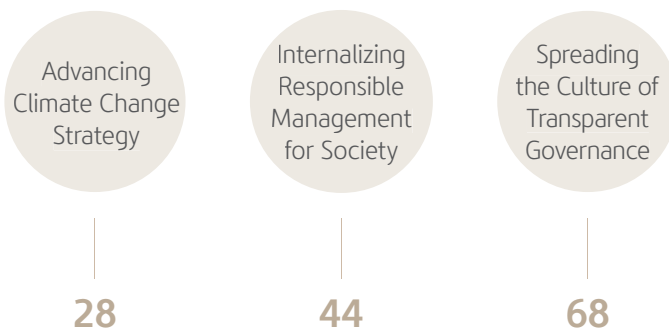 Advancing
Climate Change
Strategy
Internalizing
Responsible
Management
for Society
Spreading
the Culture of
Transparent
Governance
28
44
68